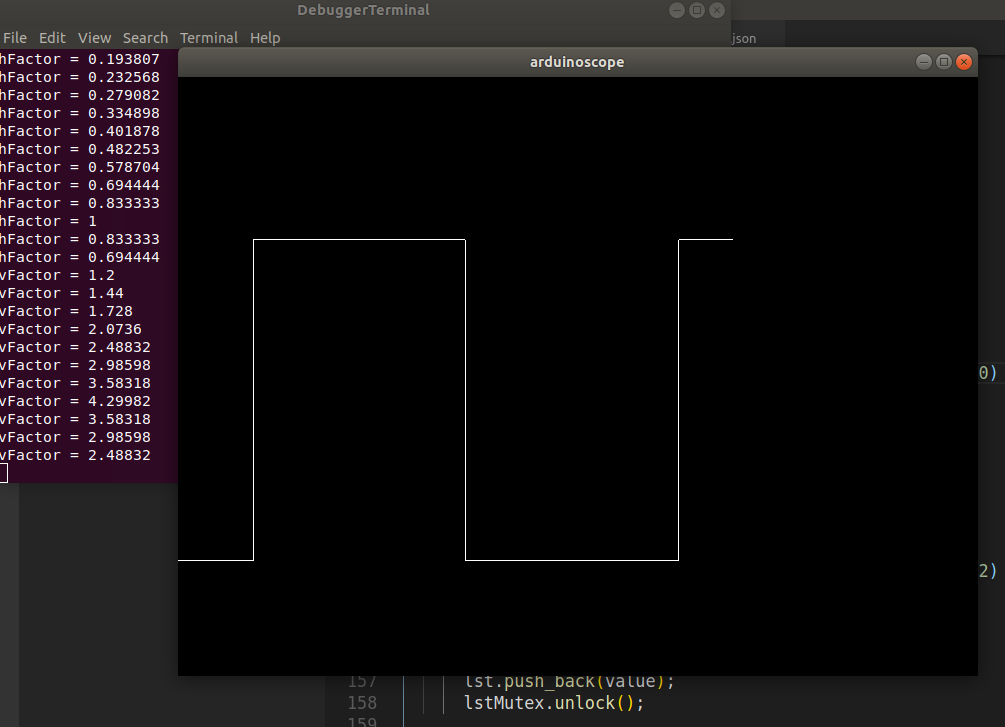 DebuggerTerminal
File Edit View Search Terminal Help
json
arduinoscope
hFactor = 0.193807
hFactor = 0.232568
hFactor = 0.279082
hFactor = 0.334898
hFactor = 0.401878
hFactor = 0.482253
hFactor = 0.578704
hFactor = 0.694444
hFactor = 0.833333
hFactor = 1
hFactor = 0.833333
hFactor = 0.694444
vFactor = 1.2
vFactor = 1.44
vFactor = 1.728
vFactor = 2.0736
vFactor = 2.48832
vFactor = 2.98598
vFactor = 3.58318
vFactor = 4.29982
vFactor = 3.58318
vFactor = 2.98598
vFactor = 2.48832
0)
2)
157 lst.push_back(value);
158 lstMutex.unlock();
159